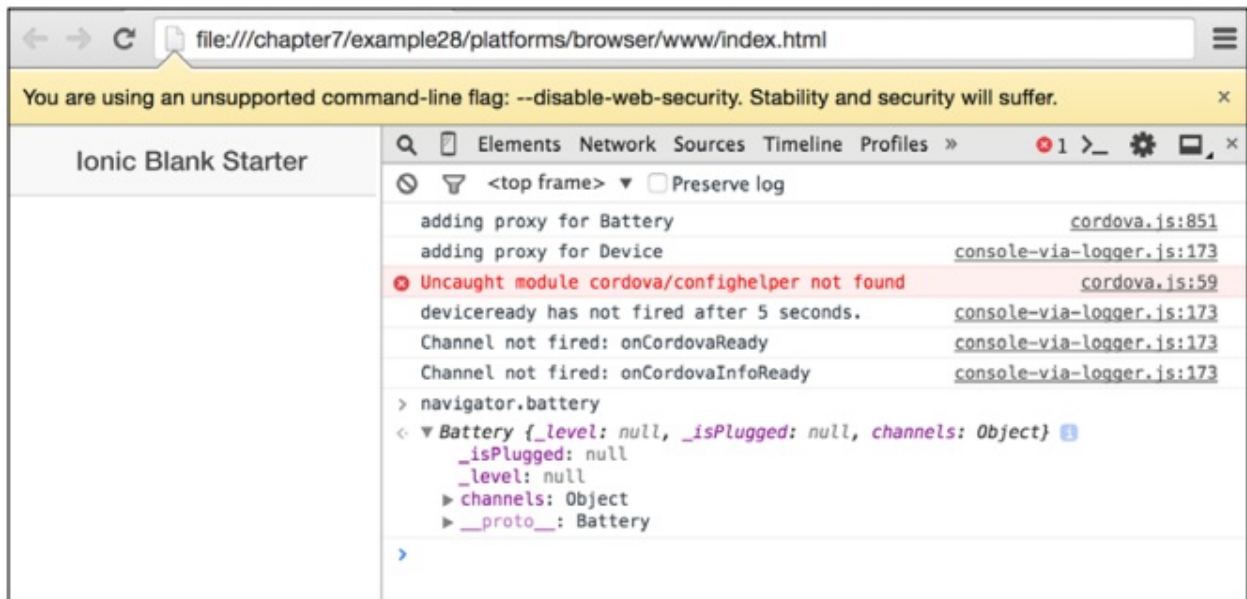 file:///chapter7/example28/platforms/browser/www/index.html
You are using an unsupported command-line flag: --disable-web-security. Stability and security will suffer. ×
Ionic Blank Starter
Elements Network Sources Timeline Profiles » 1 ×
<top frame> ▼ Preserve log
adding proxy for Battery cordova.js:851
adding proxy for Device console-via-logger.js:173
Uncaught module cordova/confighelper not found cordova.js:59
deviceready has not fired after 5 seconds. console-via-logger.js:173
Channel not fired: onCordovaReady console-via-logger.js:173
Channel not fired: onCordovaInfoReady console-via-logger.js:173
> navigator.battery
▼ Battery {_level: null, _isPlugged: null, channels: Object}
_isPlugged: null
_level: null
▶ channels: Object
▶ __proto__: Battery
>